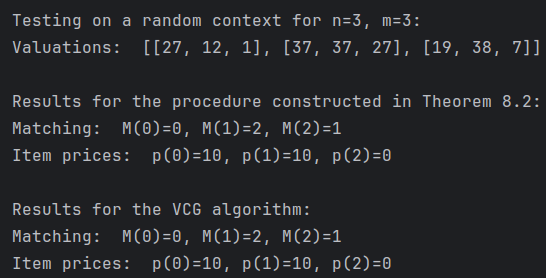 Testing on a random context for n=3, m=3:
Valuations:  [[27, 12, 1], [37, 37, 27], [19, 38, 7]]
Results for the procedure constructed in Theorem 8.2:
Matching:  M(0)=0, M(1)=2, M(2)=1
Item prices:  p(0)=10, p(1)=10, p(2)=0
Results for the VCG algorithm:
Matching:  M(0)=0, M(1)=2, M(2)=1
Item prices:  p(0)=10, p(1)=10, p(2)=0